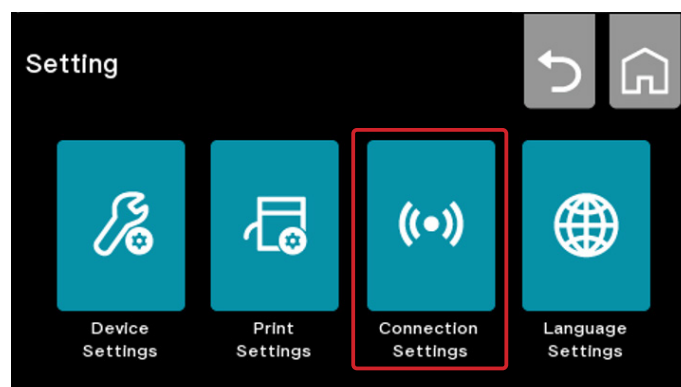 Setting
Device
Settings
Print
Settings
Connection
Settings
Language
Settings